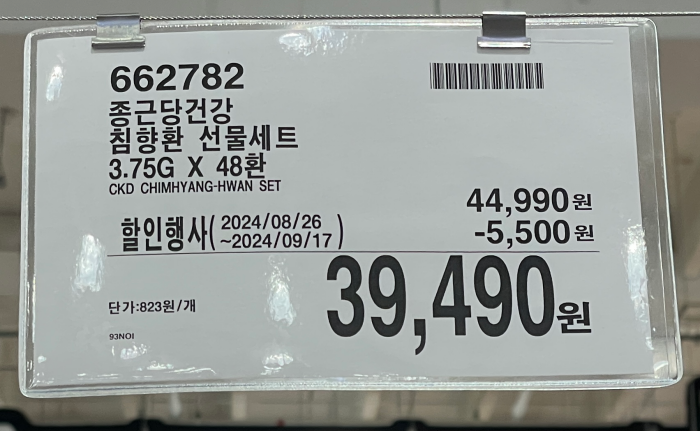 662782
종근당건강
침향환 선물세트
3.75G X 48환
CKD CHIMHYANG-HWAN SET
44,990원
할인행사( 2024/08/26
~2024/09/17 )
-5,500원
39,490원
단가:823원/개
93NOI